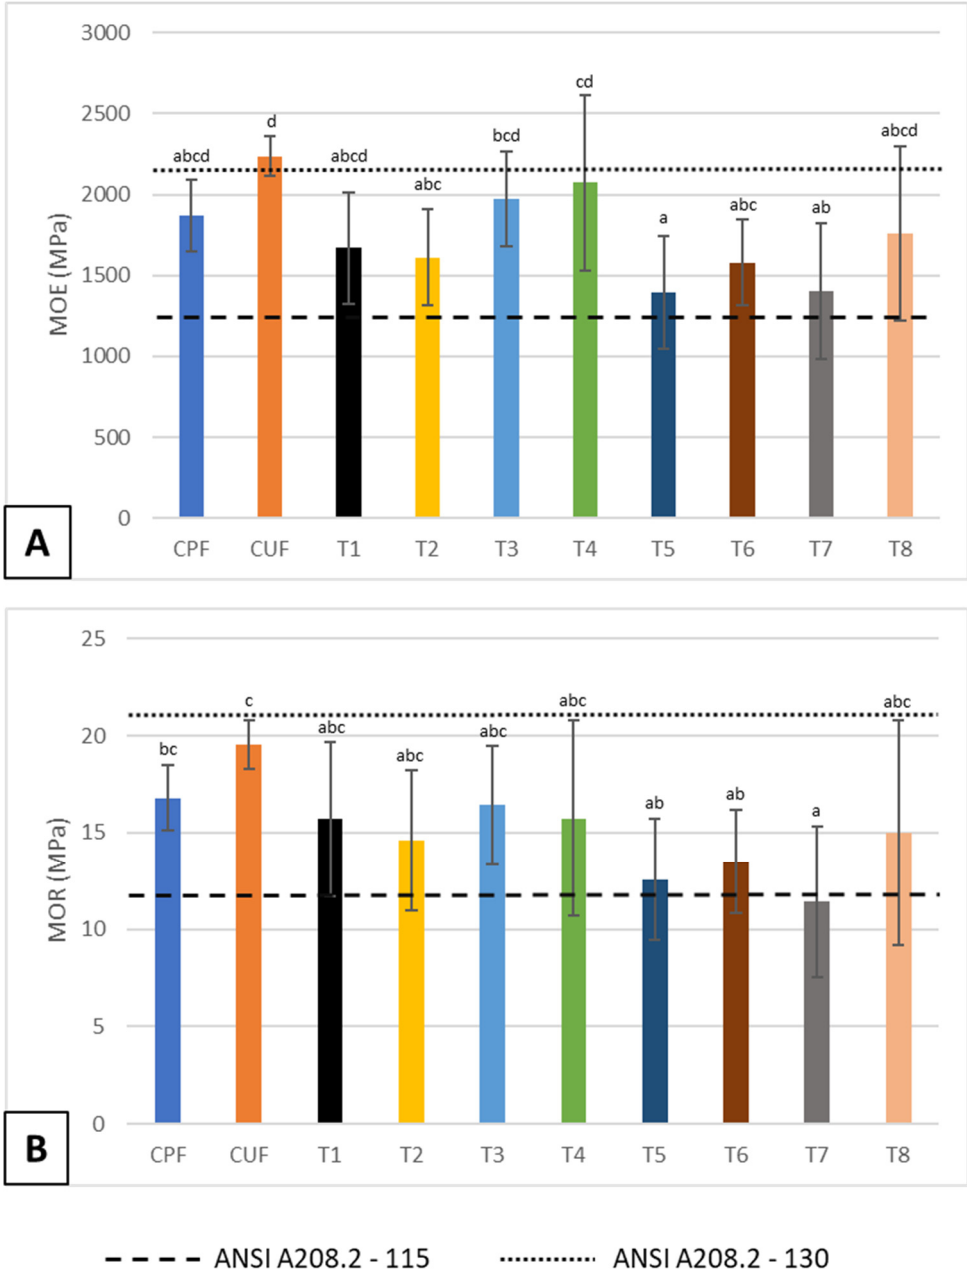 3000
2500
2000
1500
1000
500
0
MOE (MPa)
abcd
d
abcd
abc
bcd
cd
a
abc
ab
abcd
CPF CUF T1 T2 T3 T4 T5 T6 T7 T8
A
25
20
15
10
5
0
MOR (MPa)
bc
c
abc
abc
abc
abc
ab
ab
a
abc
CPF CUF T1 T2 T3 T4 T5 T6 T7 T8
B
ANSI A208.2 - 115 ANSI A208.2 - 130